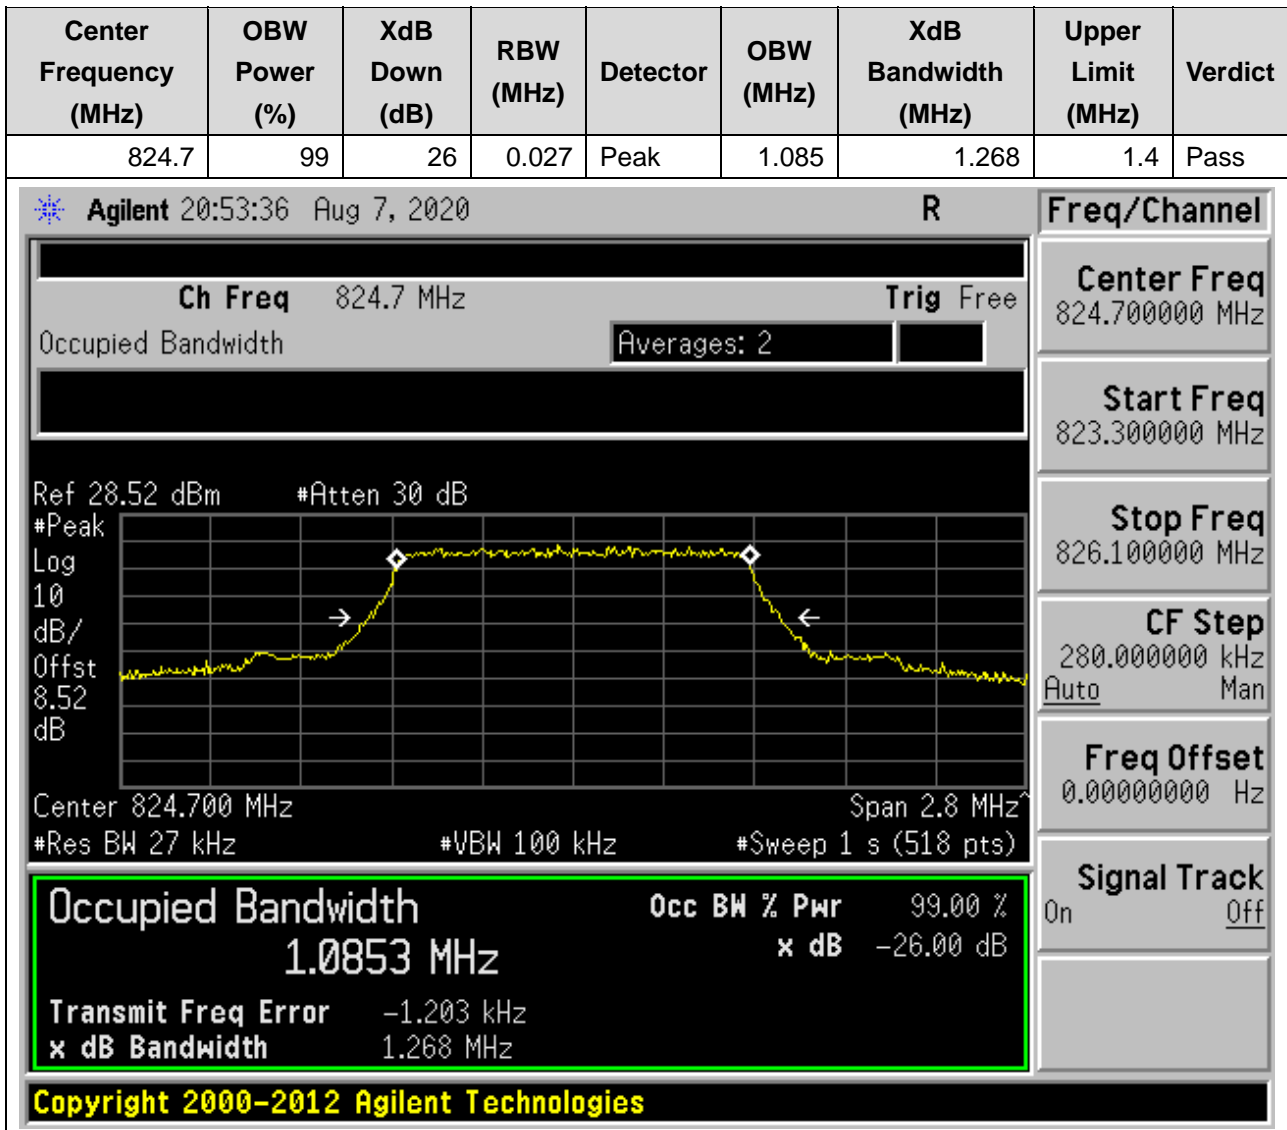 Center Frequency (MHz) OBW Power (%) XdB Down (dB) RBW (MHz) Detector OBW (MHz) XdB Bandwidth (MHz) Upper Limit (MHz) Verdict
824.7 99 26 0.027 Peak 1.085 1.268 1.4 Pass
Agilent 20:53:36 Aug 7, 2020 R
Freq/Channel
Ch Freq 824.7 MHz Trig Free
Occupied Bandwidth Averages: 2
Ref 28.52 dBm #Atten 30 dB
#Peak
Log
10
dB/
Offst
8.52
dB
Center 824.700 MHz Span 2.8 MHz^
#Res BW 27 kHz #VBW 100 kHz #Sweep 1 s (518 pts)
Occupied Bandwidth Occ BW % Pwr 99.00 %
1.0853 MHz x dB -26.00 dB
Transmit Freq Error -1.203 kHz
x dB Bandwidth 1.268 MHz
Center Freq
824.700000 MHz
Start Freq
823.300000 MHz
Stop Freq
826.100000 MHz
CF Step
280.000000 kHz
Auto Man
Freq Offset
0.00000000 Hz
Signal Track
On Off
Copyright 2000-2012 Agilent Technologies